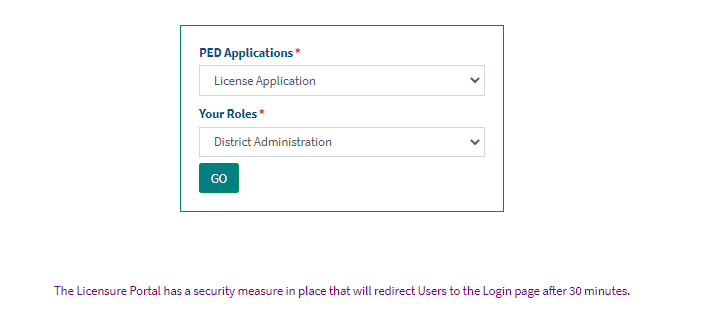 PED Applications *
License Application
Your Roles *
District Administration
GO
The Licensure Portal has a security measure in place that will redirect Users to the Login page after 30 minutes.